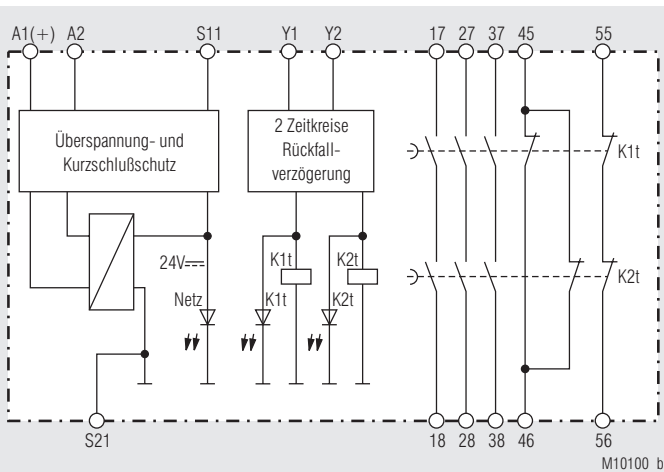 A1(+) A2 S11 Y1 Y2 17 27 37 45 55
Überspannung- und
Kurzschlußschutz
2 Zeitkreise
Rückfall-
verzögerung
K1t
24V
K1t K2t
K2t
Netz K1t K2t
S21 18 28 38 46 56
M10100_b